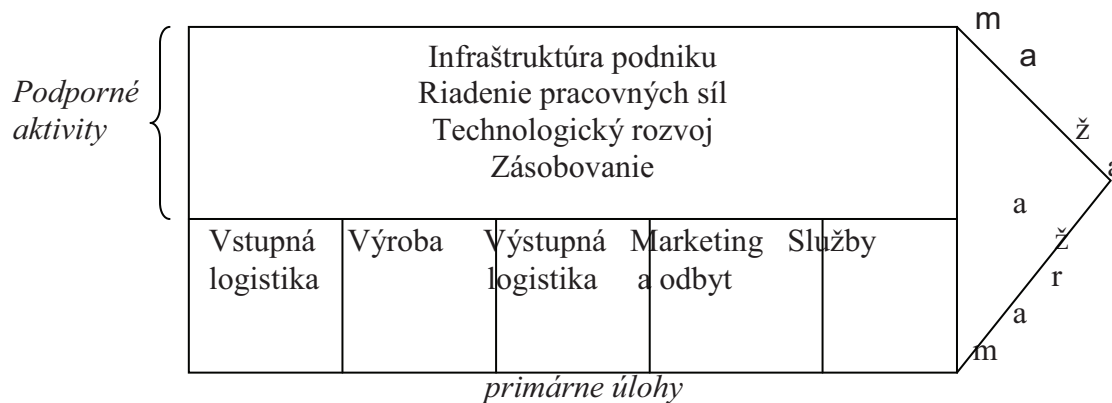 Podporné
aktivity
Infraštruktúra podniku
Riadenie pracovných síl
Technologický rozvoj
Zásobovanie
Vstupná
logistika
Výroba
Výstupná
logistika
Marketing
a odbyt
Služby
primárne úlohy
m
a
ž
a
a
ž
r
a
m